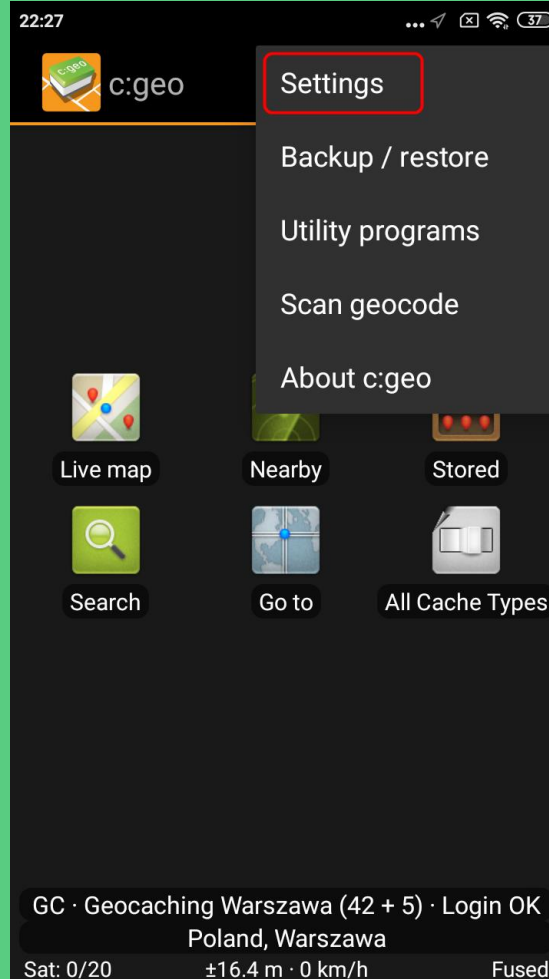 22:27
37
c:geo
Settings
Backup / restore
Utility programs
Scan geocode
About c:geo
Live map
Nearby
Stored
Search
Go to
All Cache Types
GC · Geocaching Warszawa (42 + 5) · Login OK
Poland, Warszawa
Sat: 0/20
±16.4 m · 0 km/h
Fused